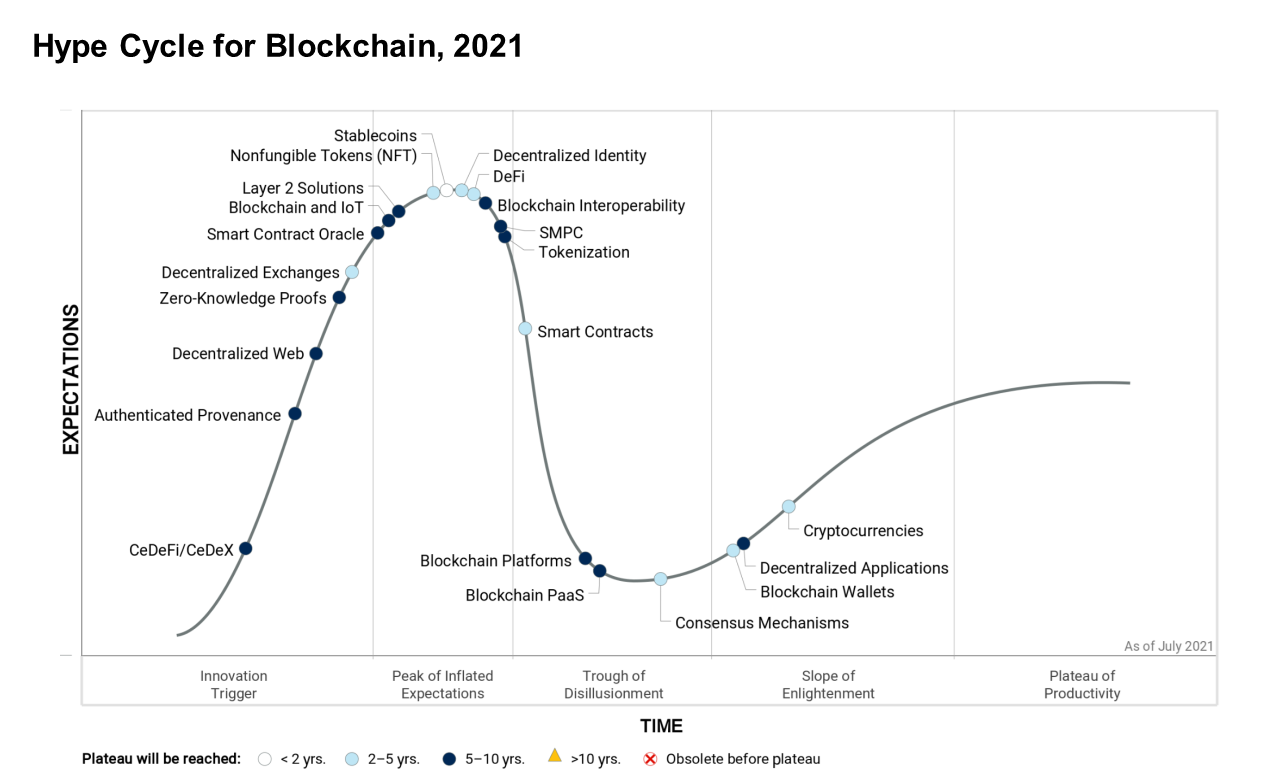 Hype Cycle for Blockchain, 2021
Stablecoins
Nonfungible Tokens (NFT)
Decentralized Identity
DeFi
Layer 2 Solutions
Blockchain and IoT
Blockchain Interoperability
Smart Contract Oracle
SMPC
Tokenization
Decentralized Exchanges
Zero-Knowledge Proofs
Smart Contracts
Decentralized Web
Authenticated Provenance
CeDeFi/CeDeX
Blockchain Platforms
Blockchain PaaS
Consensus Mechanisms
Cryptocurrencies
Decentralized Applications
Blockchain Wallets
EXPECTATIONS
As of July 2021
Innovation
Trigger
Peak of Inflated
Expectations
Trough of
Disillusionment
Slope of
Enlightenment
Plateau of
Productivity
TIME
Plateau will be reached: < 2 yrs. 2–5 yrs. 5–10 yrs. >10 yrs. Obsolete before plateau